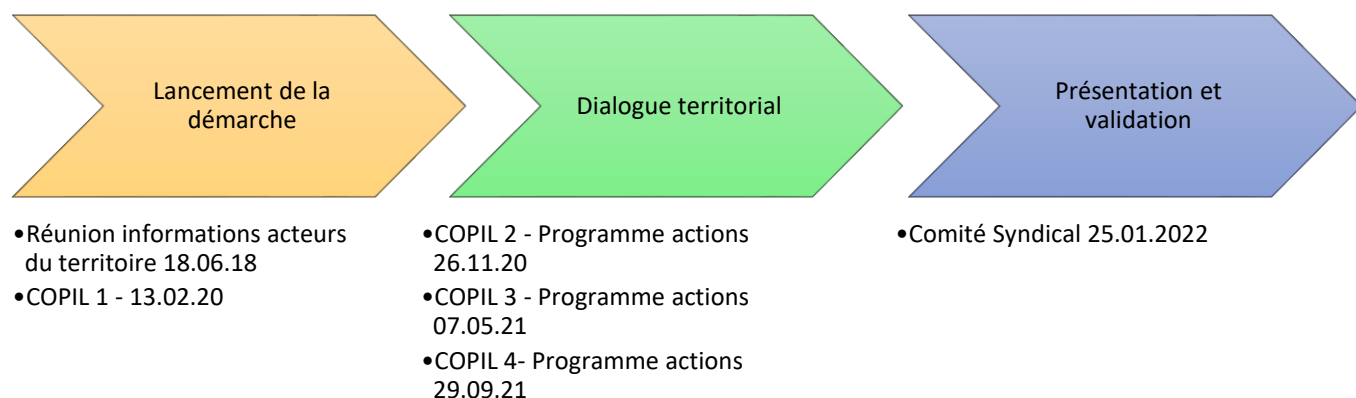 Lancement de la
démarche
•Réunion informations acteurs
du territoire 18.06.18
•COPIL 1 - 13.02.20
Dialogue territorial
•COPIL 2 - Programme actions
26.11.20
•COPIL 3 - Programme actions
07.05.21
•COPIL 4- Programme actions
29.09.21
Présentation et
validation
•Comité Syndical 25.01.2022